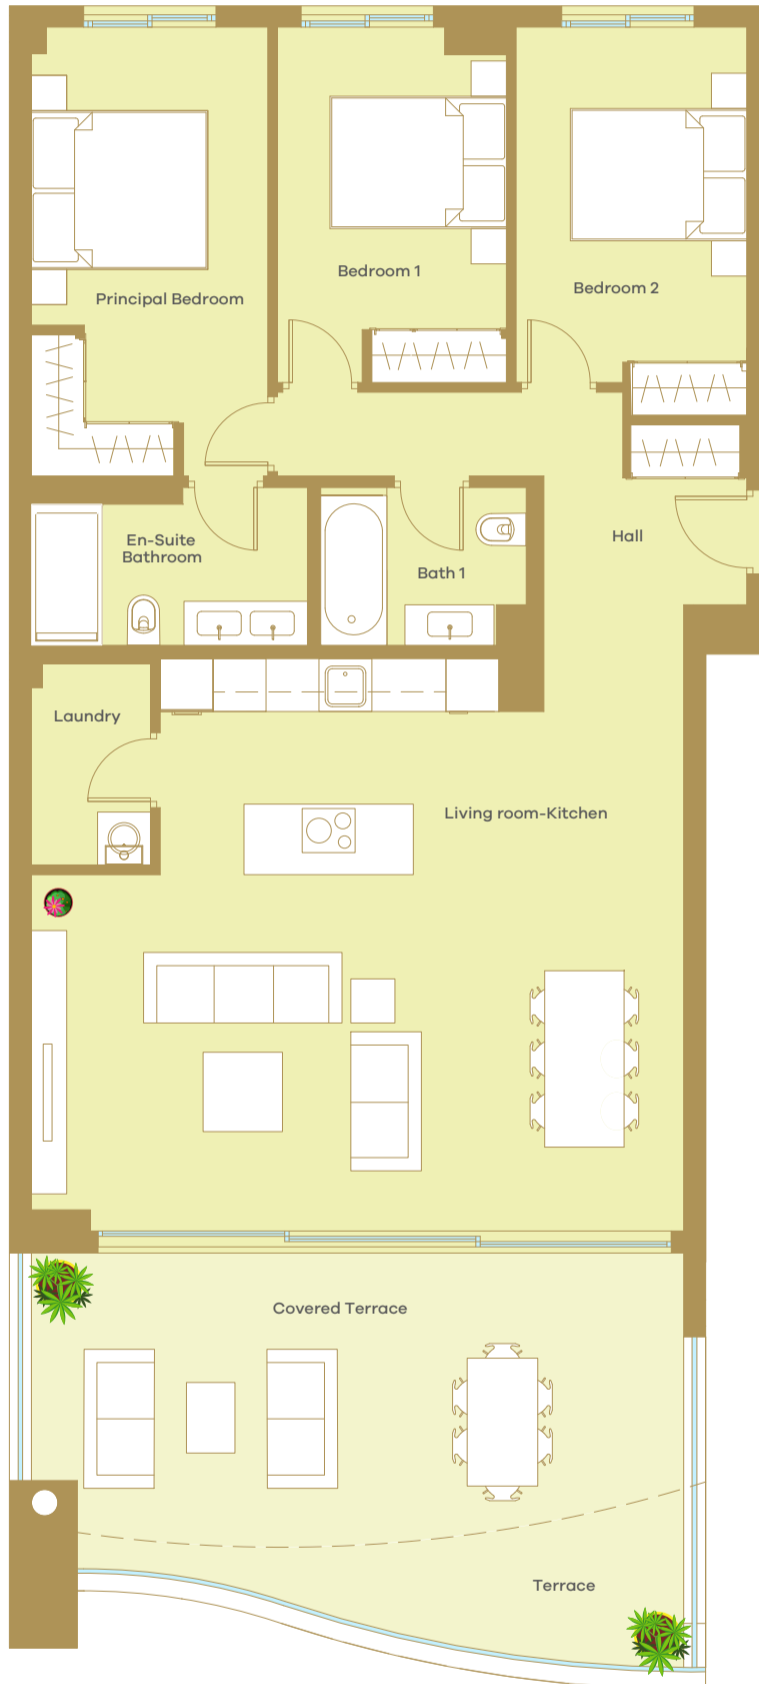 Principal Bedroom
Bedroom 1
Bedroom 2
En-Suite
Bathroom
Bath 1
Hall
Laundry
Living room-Kitchen
Covered Terrace
Terrace